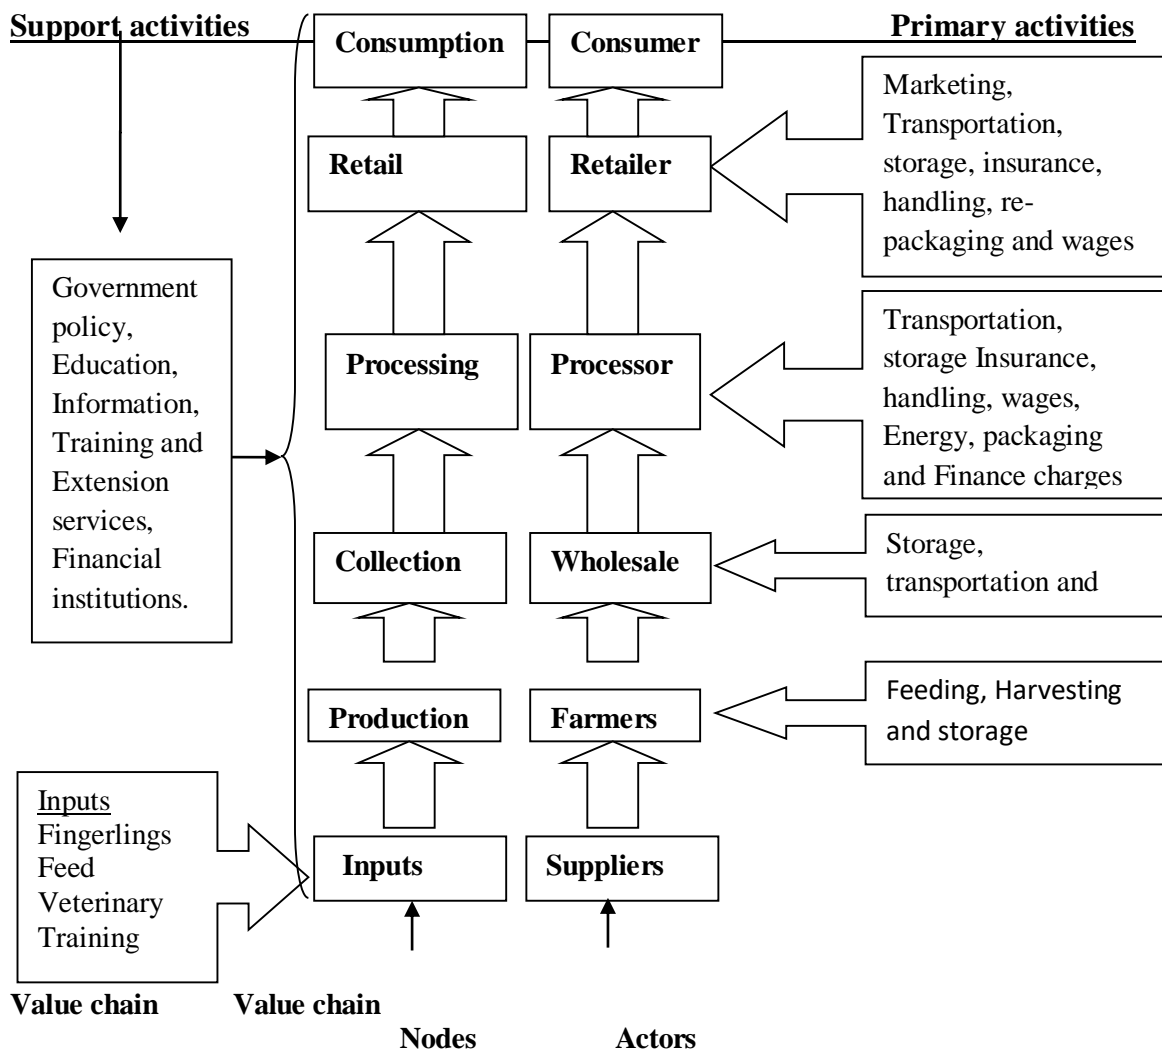 Support activities
Primary activities
Consumption
Consumer
Marketing,
Transportation,
storage, insurance,
handling, re-
packaging and wages
Retail
Retailer
Government
policy,
Education,
Information,
Training and
Extension
services,
Financial
institutions.
Processing
Processor
Transportation,
storage Insurance,
handling, wages,
Energy, packaging
and Finance charges
Collection
Wholesale
Storage,
transportation and
Production
Farmers
Feeding, Harvesting
and storage
Inputs
Fingerlings
Feed
Veterinary
Training
Inputs
Suppliers
Value chain
Value chain
Nodes
Actors